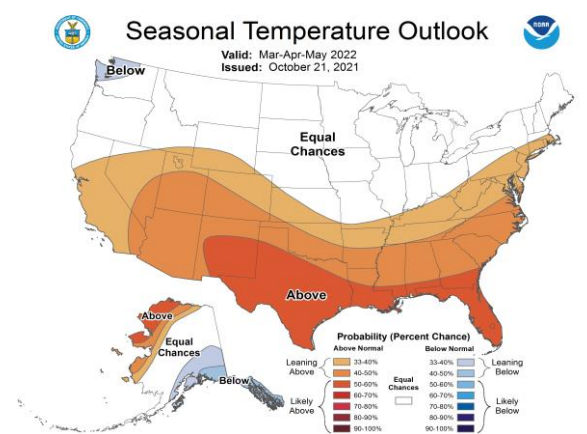 Seasonal Temperature Outlook
Valid: Mar-Apr-May 2022
Issued: October 21, 2021
NOAA
Below
Equal
Chances
Above
Above
Equal
Chances
Below
Probability (Percent Chance)
Above Normal
Below Normal
Leaning
Above
33-40%
40-50%
50-60%
60-70%
70-80%
80-90%
90-100%
Likely
Above
Equal
Chances
33-40%
40-50%
50-60%
60-70%
70-80%
80-90%
90-100%
Leaning
Below
Likely
Below